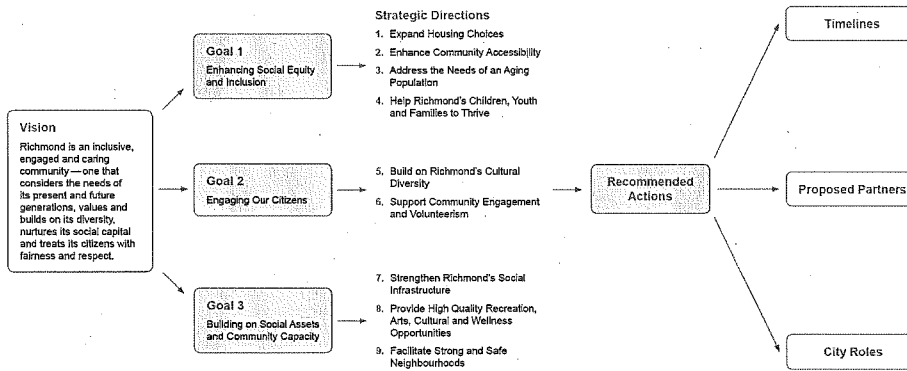 Vision
Richmond is an inclusive,
engaged and caring
community—one that
considers the needs of
its present and future
generations, values and
builds on its diversity,
nurtures its social capital
and treats its citizens with
fairness and respect.
Goal 1
Enhancing Social Equity
and Inclusion
Goal 2
Engaging Our Citizens
Goal 3
Building on Social Assets
and Community Capacity
Strategic Directions
1. Expand Housing Choices
2. Enhance Community Accessibility
3. Address the Needs of an Aging
Population
4. Help Richmond's Children, Youth
and Families to Thrive
5. Build on Richmond's Cultural
Diversity
6. Support Community Engagement
and Volunteerism
7. Strengthen Richmond's Social
Infrastructure
8. Provide High Quality Recreation,
Arts, Cultural and Wellness
Opportunities
9. Facilitate Strong and Safe
Neighbourhoods
Recommended
Actions
Timelines
Proposed Partners
City Roles